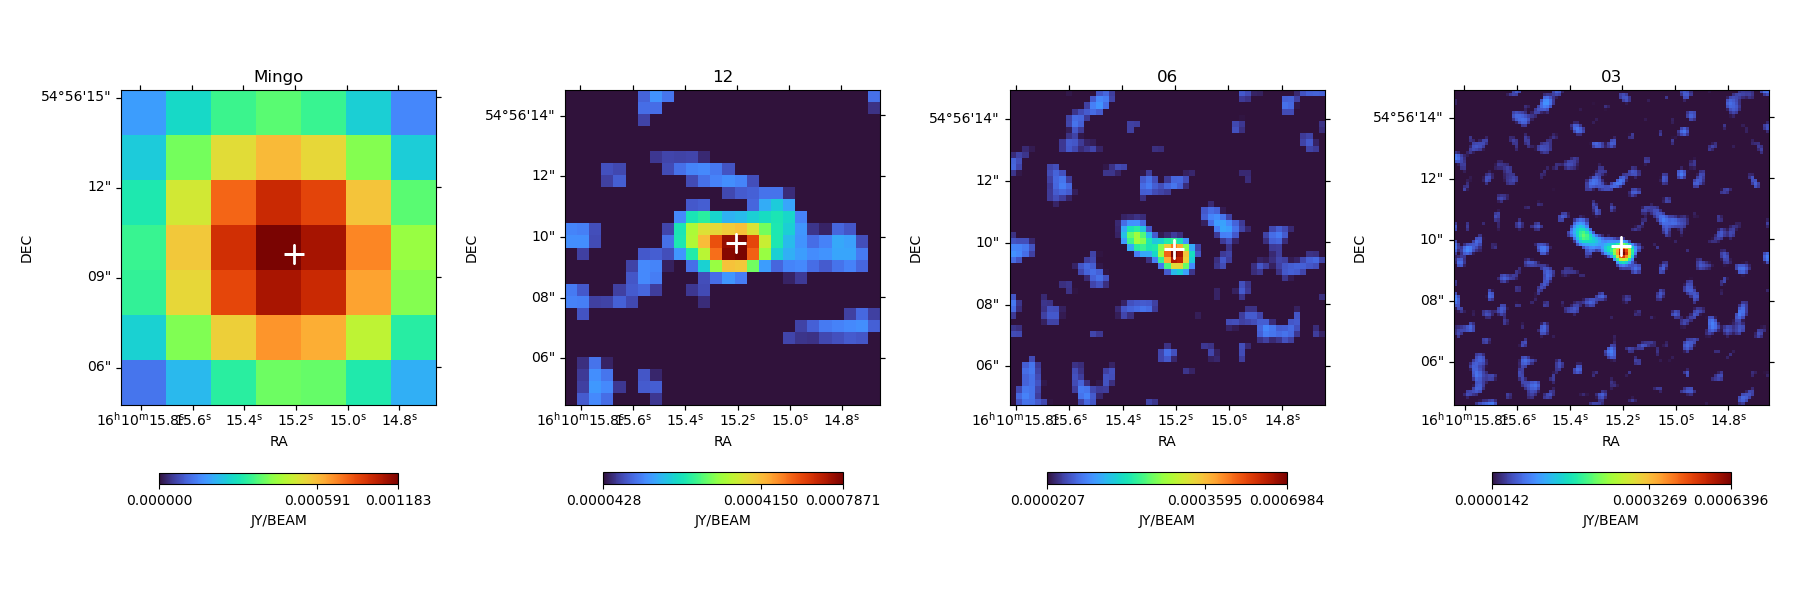 Mingo
54°56'15"
12"
09"
06"
DEC
16ʰ10ᵐ15.8ˢ 15.6ˢ 15.4ˢ 15.2ˢ 15.0ˢ 14.8ˢ
RA
0.0000000 0.000591 0.001183
JY/BEAM
12
54°56'14"
12"
10"
08"
06"
DEC
16ʰ10ᵐ15.8ˢ 15.6ˢ 15.4ˢ 15.2ˢ 15.0ˢ 14.8ˢ
RA
0.0000428 0.0004150 0.0007871
JY/BEAM
06
54°56'14"
12"
10"
08"
06"
DEC
16ʰ10ᵐ15.8ˢ 15.6ˢ 15.4ˢ 15.2ˢ 15.0ˢ 14.8ˢ
RA
0.0000207 0.0003595 0.0006984
JY/BEAM
03
54°56'14"
12"
10"
08"
06"
DEC
16ʰ10ᵐ15.8ˢ 15.6ˢ 15.4ˢ 15.2ˢ 15.0ˢ 14.8ˢ
RA
0.0000142 0.0003269 0.0006396
JY/BEAM